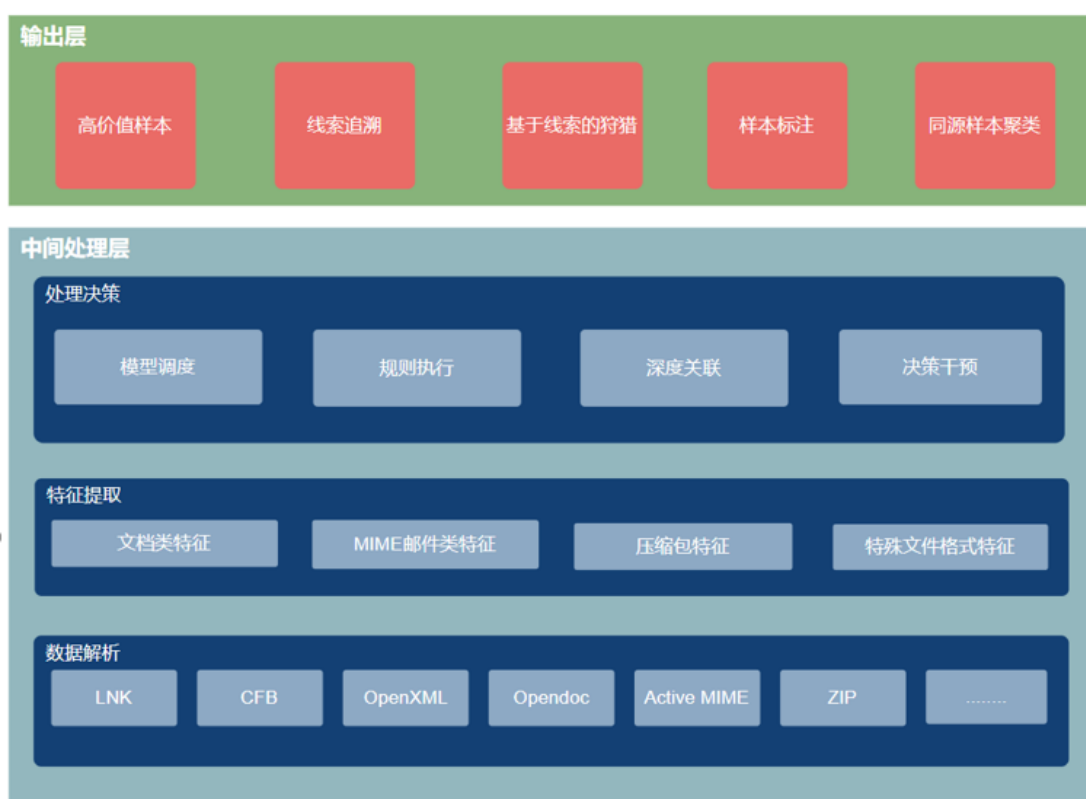 输出层
高价值样本
线索追溯
基于线索的狩猎
样本标注
同源样本聚类
中间处理层
处理决策
模型调度
规则执行
深度关联
决策干预
特征提取
文档类特征
MIME邮件类特征
压缩包特征
特殊文件格式特征
数据解析
LNK
CFB
OpenXML
Opendoc
Active MIME
ZIP
........